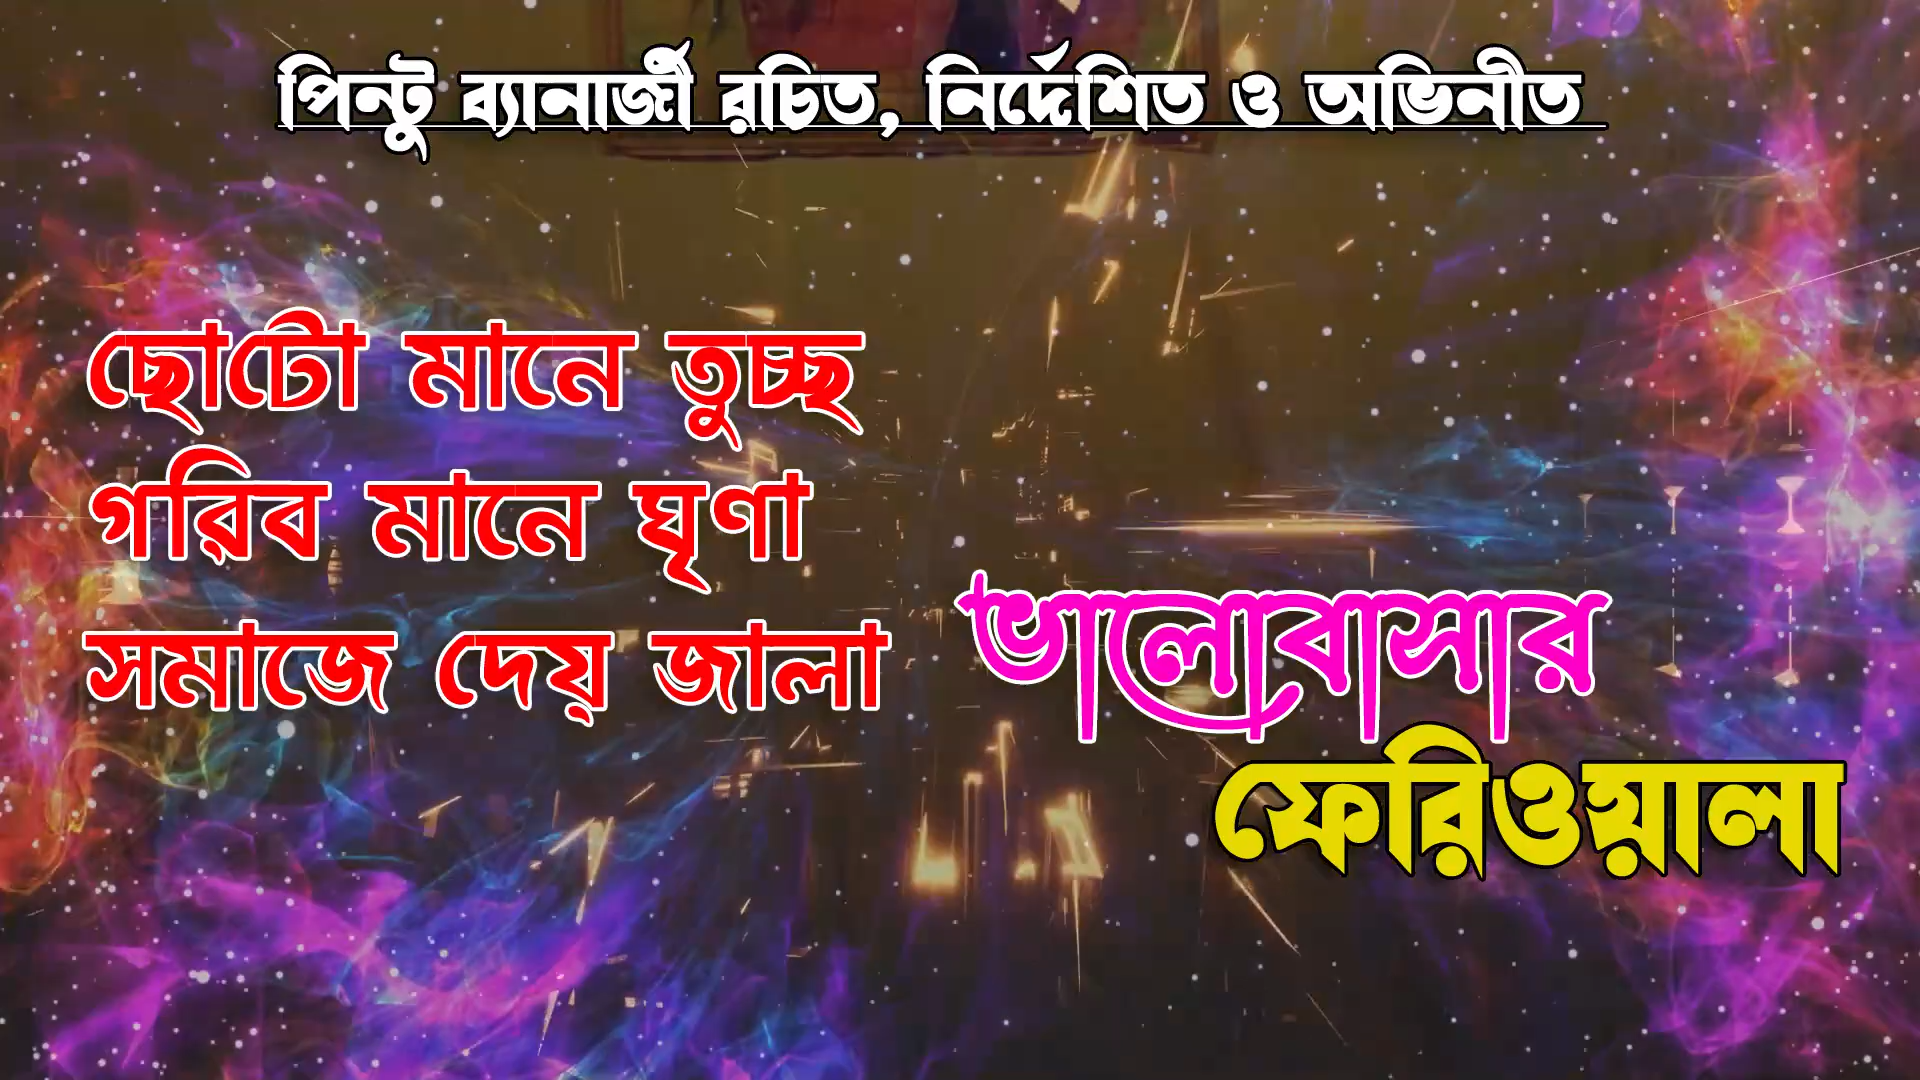 পিন্টু ব্যানার্জী রচিত, নির্দেশিত ও অভিনীত
ছোটো মানে তুচ্ছ
গরিব মানে ঘৃণা
সমাজে দেয় জালা
ভালোবাসার
ফেরিওয়ালা